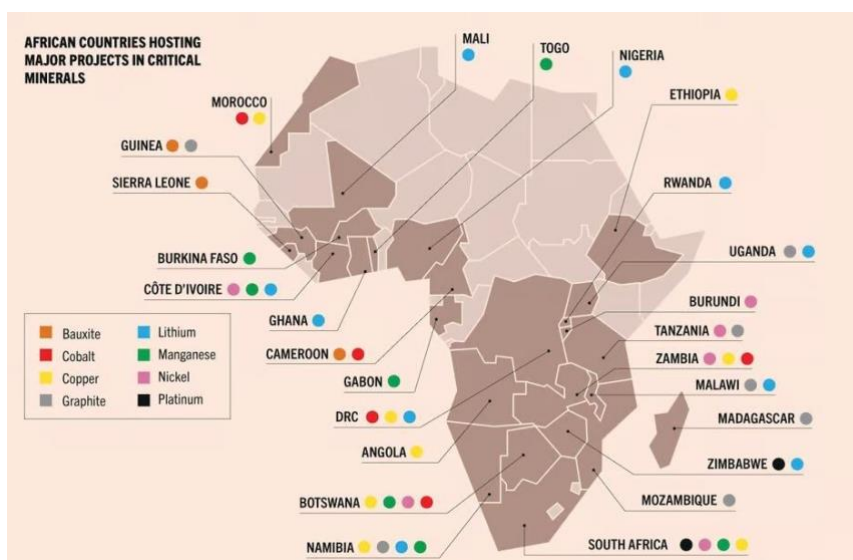 AFRICAN COUNTRIES HOSTING
MAJOR PROJECTS IN CRITICAL
MINERALS
MALI
TOGO
NIGERIA
MOROCCO
ETHIOPIA
GUINEA
SIERRA LEONE
RWANDA
BURKINA FASO
UGANDA
CÔTE D'IVOIRE
BURUNDI
GHANA
TANZANIA
CAMEROON
ZAMBIA
GABON
MALAWI
DRC
MADAGASCAR
ANGOLA
ZIMBABWE
BOTSWANA
MOZAMBIQUE
NAMIBIA
SOUTH AFRICA
Bauxite
Cobalt
Copper
Graphite
Lithium
Manganese
Nickel
Platinum